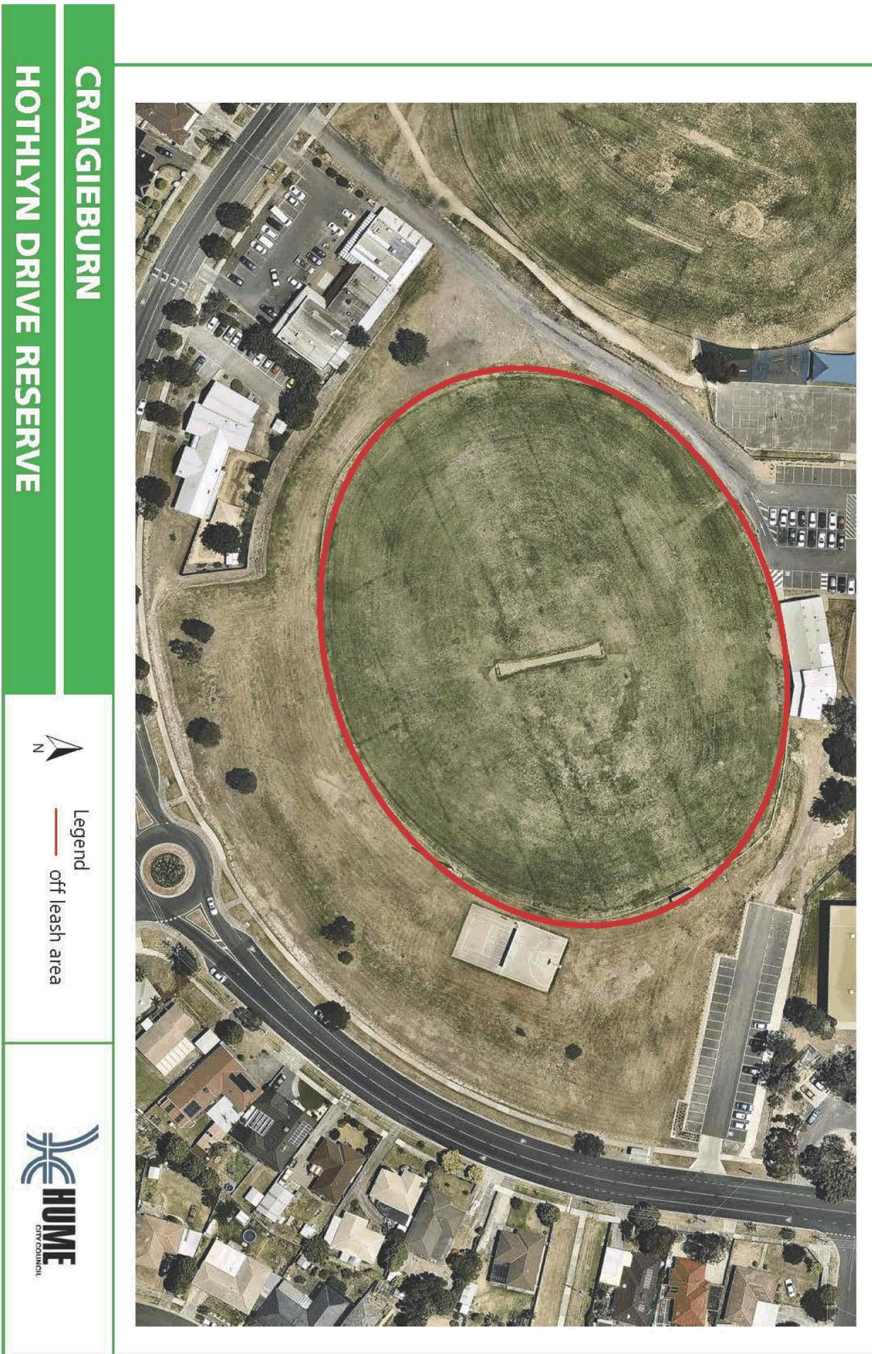 CRAIGIEBURN
HOTHLYN DRIVE RESERVE
N
Legend
off leash area
HUME
CITY COUNCIL